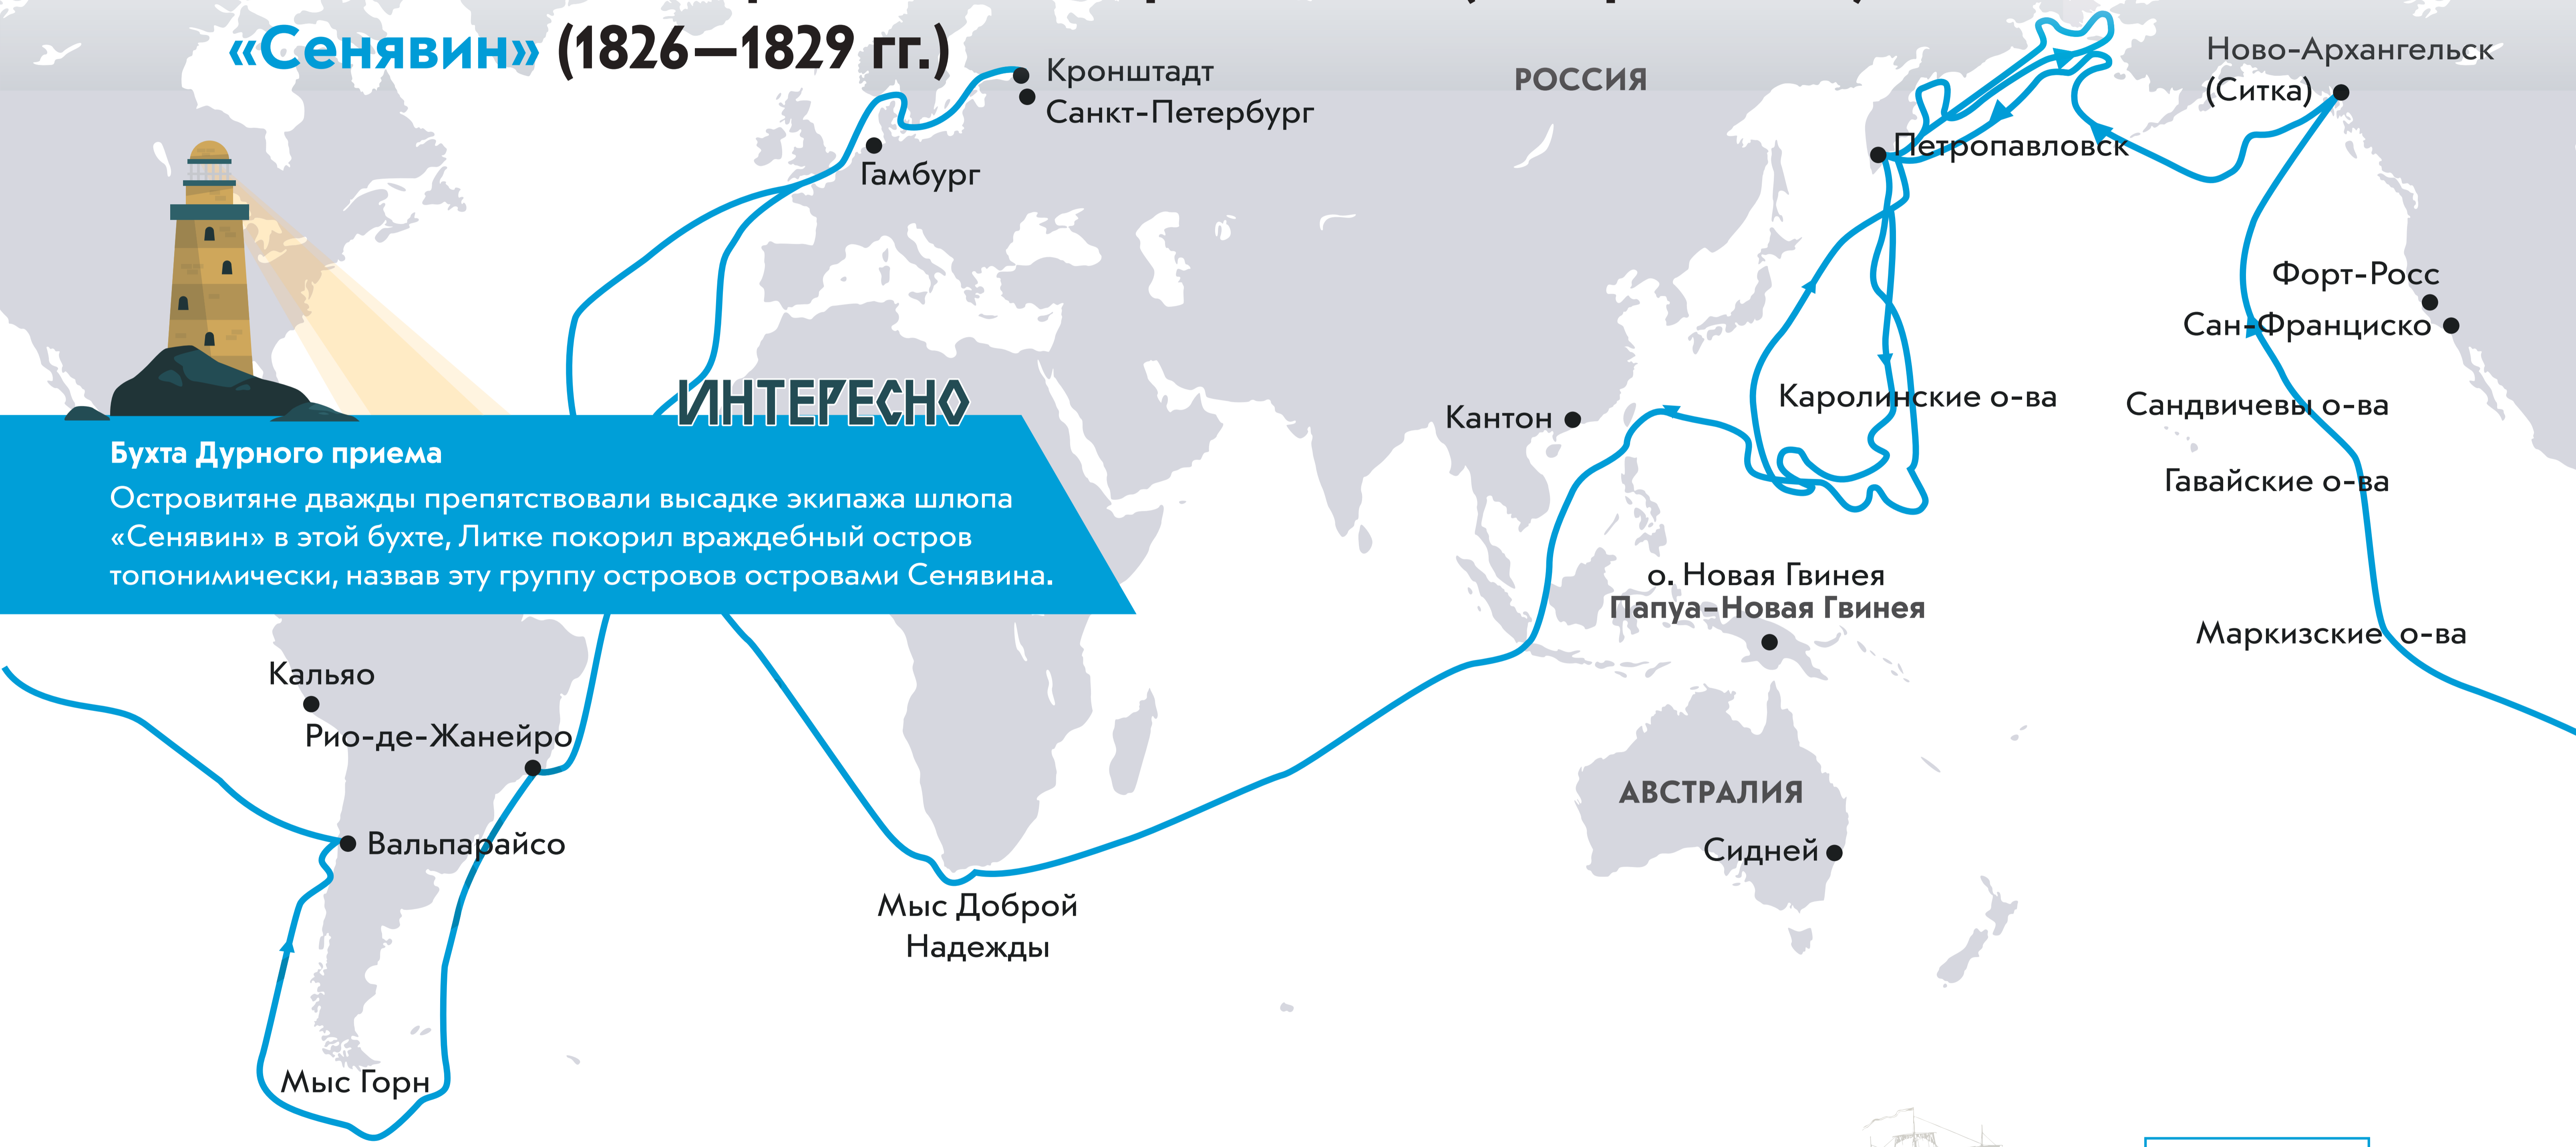 «Сенявин» (1826—1829 гг.)
Кронштадт
Санкт-Петербург
Гамбург
РОССИЯ
Ново-Архангельск
(Ситка)
Петропавловск
Форт-Росс
Сан-Франциско
Каролинские о-ва
Сандвичевы о-ва
Кантон
Гавайские о-ва
ИНТЕРЕСНО
Бухта Дурного приема
Островитяне дважды препятствовали высадке экипажа шлюпа
«Сенявин» в этой бухте, Литке покорил враждебный остров
топонимически, назвав эту группу островов островами Сенявина.
о. Новая Гвинея
Папуа-Новая Гвинея
Маркизские о-ва
Кальяо
Рио-де-Жанейро
Вальпарайсо
АВСТРАЛИЯ
Сидней
Мыс Доброй
Надежды
Мыс Горн